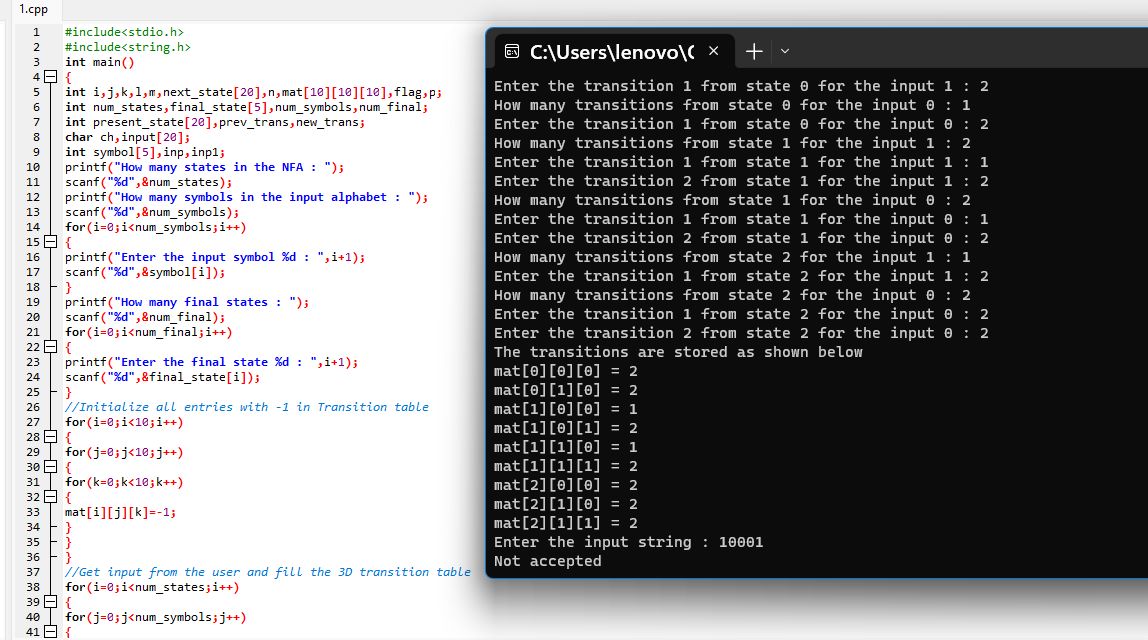 1.cpp
1 #include<stdio.h>
2 #include<string.h>
3 int main()
4 {
5 int i,j,k,l,m,next_state[20],n,mat[10][10][10],flag,p;
6 int num_states,final_state[5],num_symbols,num_final;
7 int present_state[20],prev_trans,new_trans;
8 char ch,input[20];
9 int symbol[5],inp,inp1;
10 printf("How many states in the NFA : ");
11 scanf("%d",&num_states);
12 printf("How many symbols in the input alphabet : ");
13 scanf("%d",&num_symbols);
14 for(i=0;i<num_symbols;i++)
15 {
16 printf("Enter the input symbol %d : ",i+1);
17 scanf("%d",&symbol[i]);
18 }
19 printf("How many final states : ");
20 scanf("%d",&num_final);
21 for(i=0;i<num_final;i++)
22 {
23 printf("Enter the final state %d : ",i+1);
24 scanf("%d",&final_state[i]);
25 }
26 //Initialize all entries with -1 in Transition table
27 for(i=0;i<10;i++)
28 {
29 for(j=0;j<10;j++)
30 {
31 for(k=0;k<10;k++)
32 {
33 mat[i][j][k]=-1;
34 }
35 }
36 }
37 //Get input from the user and fill the 3D transition table
38 for(i=0;i<num_states;i++)
39 {
40 for(j=0;j<num_symbols;j++)
41 {
C:\Users\lenovo\(
Enter the transition 1 from state 0 for the input 1 : 2
How many transitions from state 0 for the input 0 : 1
Enter the transition 1 from state 0 for the input 0 : 2
How many transitions from state 1 for the input 1 : 2
Enter the transition 1 from state 1 for the input 1 : 1
Enter the transition 2 from state 1 for the input 1 : 2
How many transitions from state 1 for the input 0 : 2
Enter the transition 1 from state 1 for the input 0 : 1
Enter the transition 2 from state 1 for the input 0 : 2
How many transitions from state 2 for the input 1 : 1
Enter the transition 1 from state 2 for the input 1 : 2
How many transitions from state 2 for the input 0 : 2
Enter the transition 1 from state 2 for the input 0 : 2
Enter the transition 2 from state 2 for the input 0 : 2
The transitions are stored as shown below
mat[0][0][0] = 2
mat[0][1][0] = 2
mat[1][0][0] = 1
mat[1][0][1] = 2
mat[1][1][0] = 1
mat[1][1][1] = 2
mat[2][0][0] = 2
mat[2][1][0] = 2
mat[2][1][1] = 2
Enter the input string : 10001
Not accepted